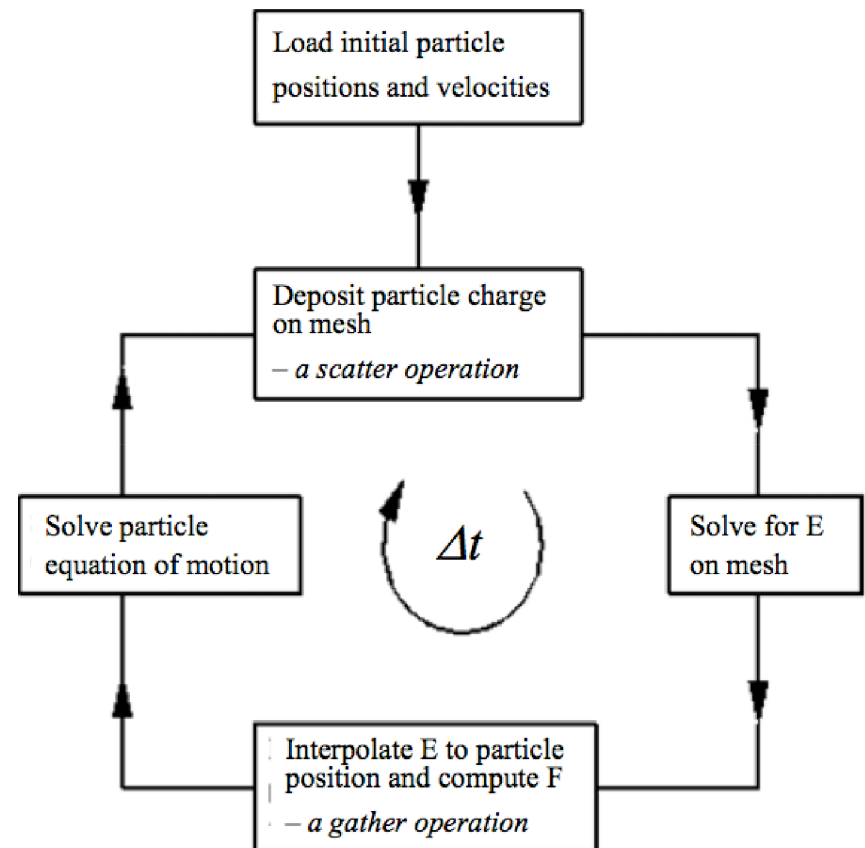 Load initial particle
positions and velocities
Deposit particle charge
on mesh
– a scatter operation
Solve particle
equation of motion
Δt
Solve for E
on mesh
Interpolate E to particle
position and compute F
– a gather operation